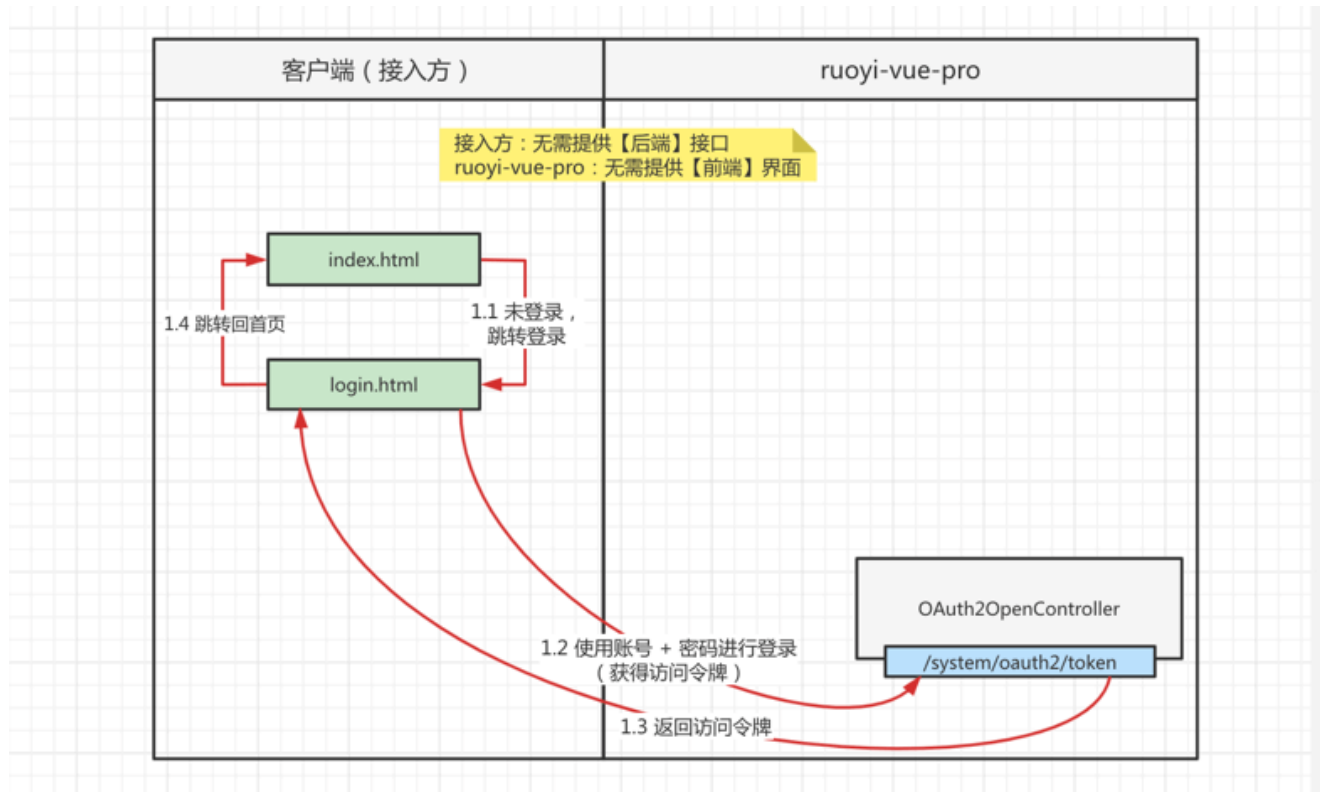 客户端（接入方）
ruoyi-vue-pro
接入方：无需提供【后端】接口
ruoyi-vue-pro：无需提供【前端】界面
index.html
1.1 未登录，
跳转登录
1.4 跳转回首页
login.html
OAuth2OpenController
/system/oauth2/token
1.2 使用账号 + 密码进行登录
（获得访问令牌）
1.3 返回访问令牌